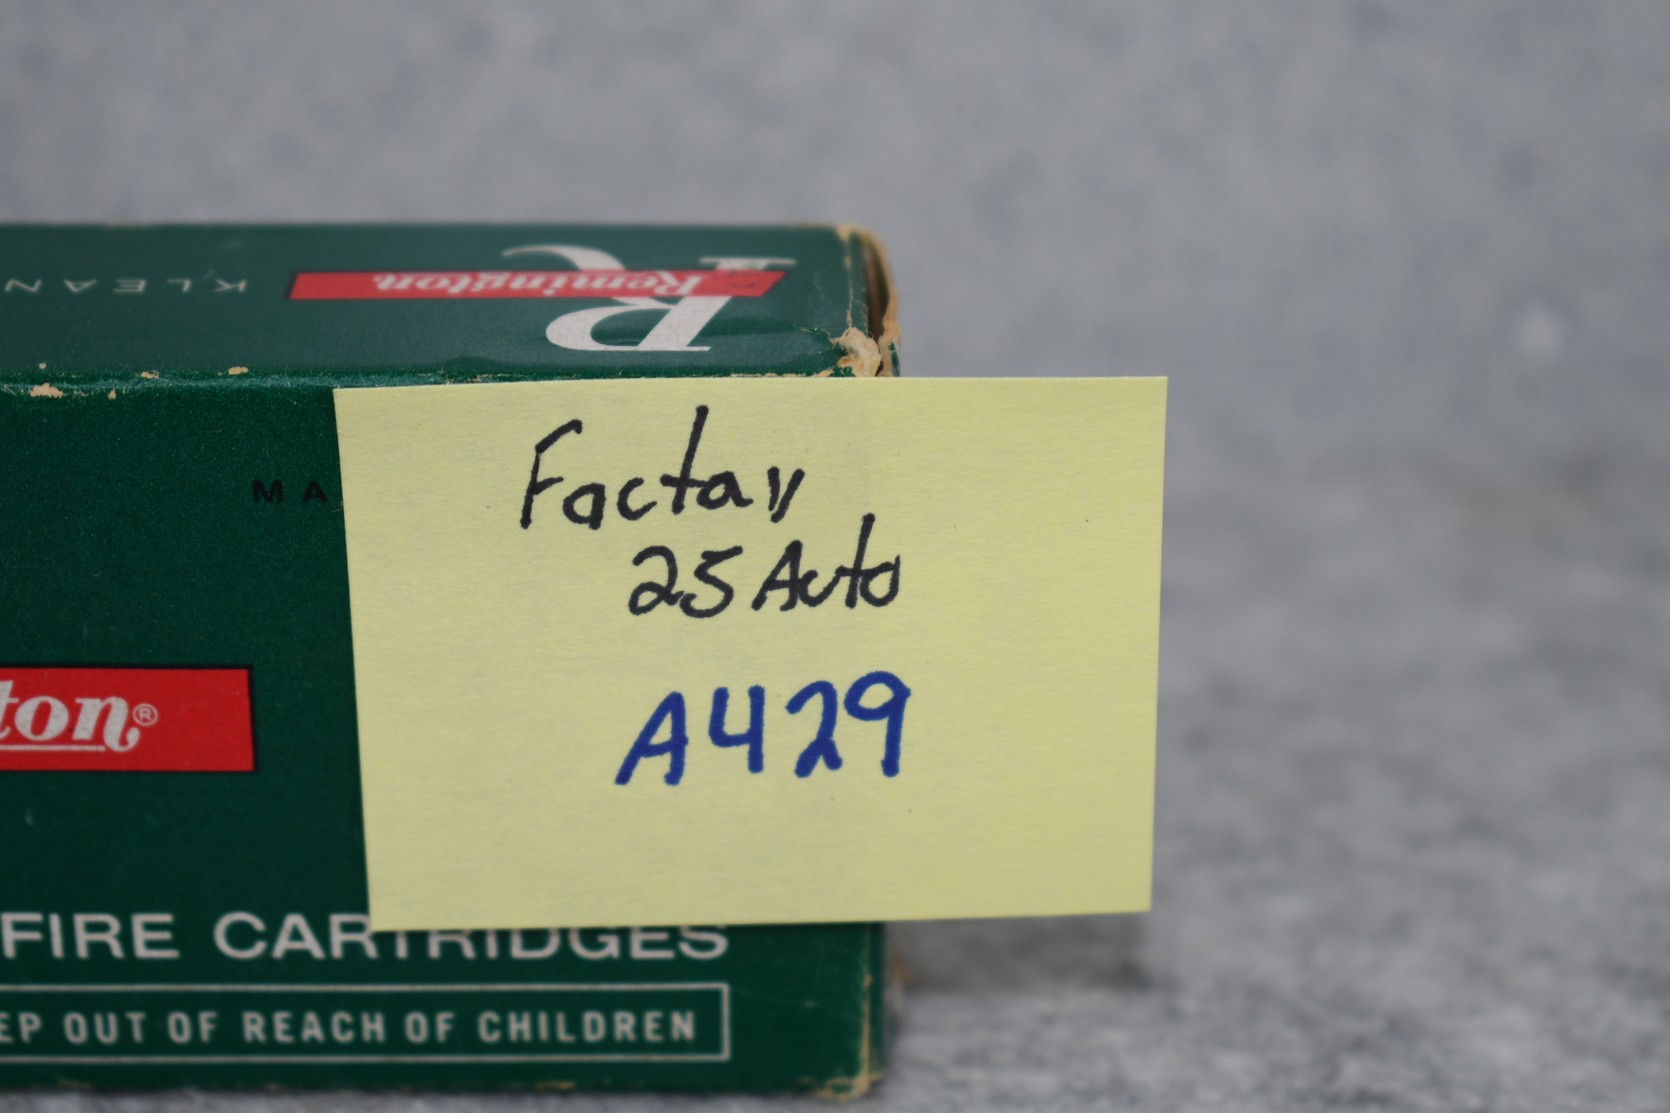 KLEAN
R
Remington
MA
Factory
25 Auto
A429
ton®
FIRE CARTRIDGES
EP OUT OF REACH OF CHILDREN